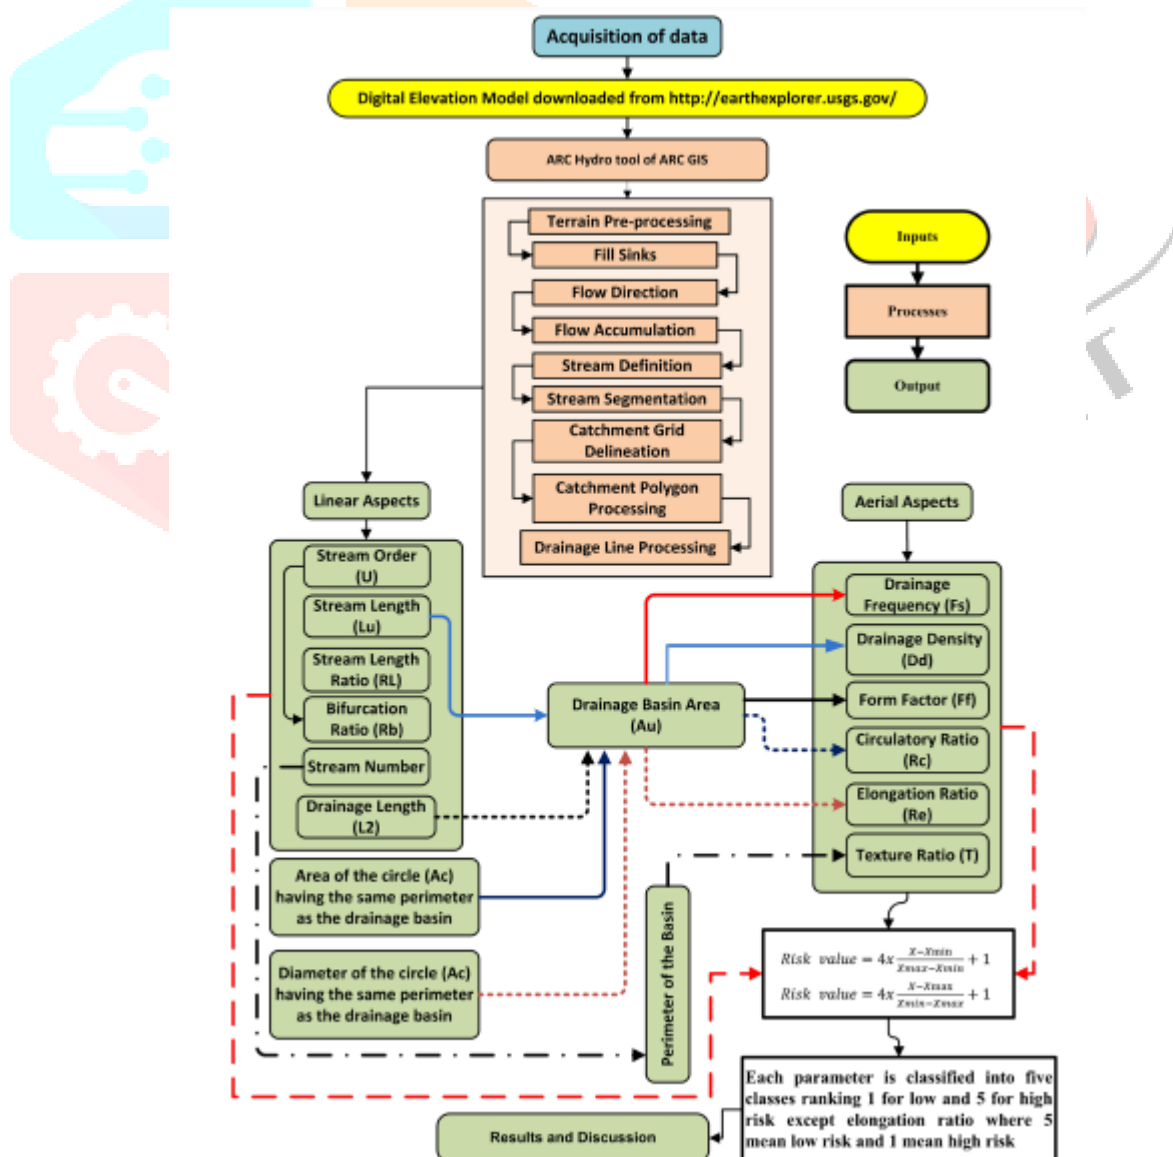 Acquisition of data
Digital Elevation Model downloaded from http://earthexplorer.usgs.gov/
ARC Hydro tool of ARC GIS
Terrain Pre-processing
Fill Sinks
Flow Direction
Flow Accumulation
Stream Definition
Stream Segmentation
Catchment Grid
Delineation
Catchment Polygon
Processing
Drainage Line Processing
Inputs
Processes
Output
Linear Aspects
Stream Order
(U)
Stream Length
(Lu)
Stream Length
Ratio (RL)
Bifurcation
Ratio (Rb)
Stream Number
Drainage Length
(L2)
Area of the circle (Ac)
having the same perimeter
as the drainage basin
Diameter of the circle (Ac)
having the same perimeter
as the drainage basin
Drainage Basin Area
(Au)
Perimeter of the Basin
Aerial Aspects
Drainage
Frequency (Fs)
Drainage Density
(Dd)
Form Factor (Ff)
Circulatory Ratio
(Rc)
Elongation Ratio
(Re)
Texture Ratio (T)
Risk value = 4x X−Xmin / Xmax−Xmin + 1
Risk value = 4x X−Xmax / Xmin−Xmax + 1
Each parameter is classified into five
classes ranking 1 for low and 5 for high
risk except elongation ratio where 5
mean low risk and 1 mean high risk
Results and Discussion